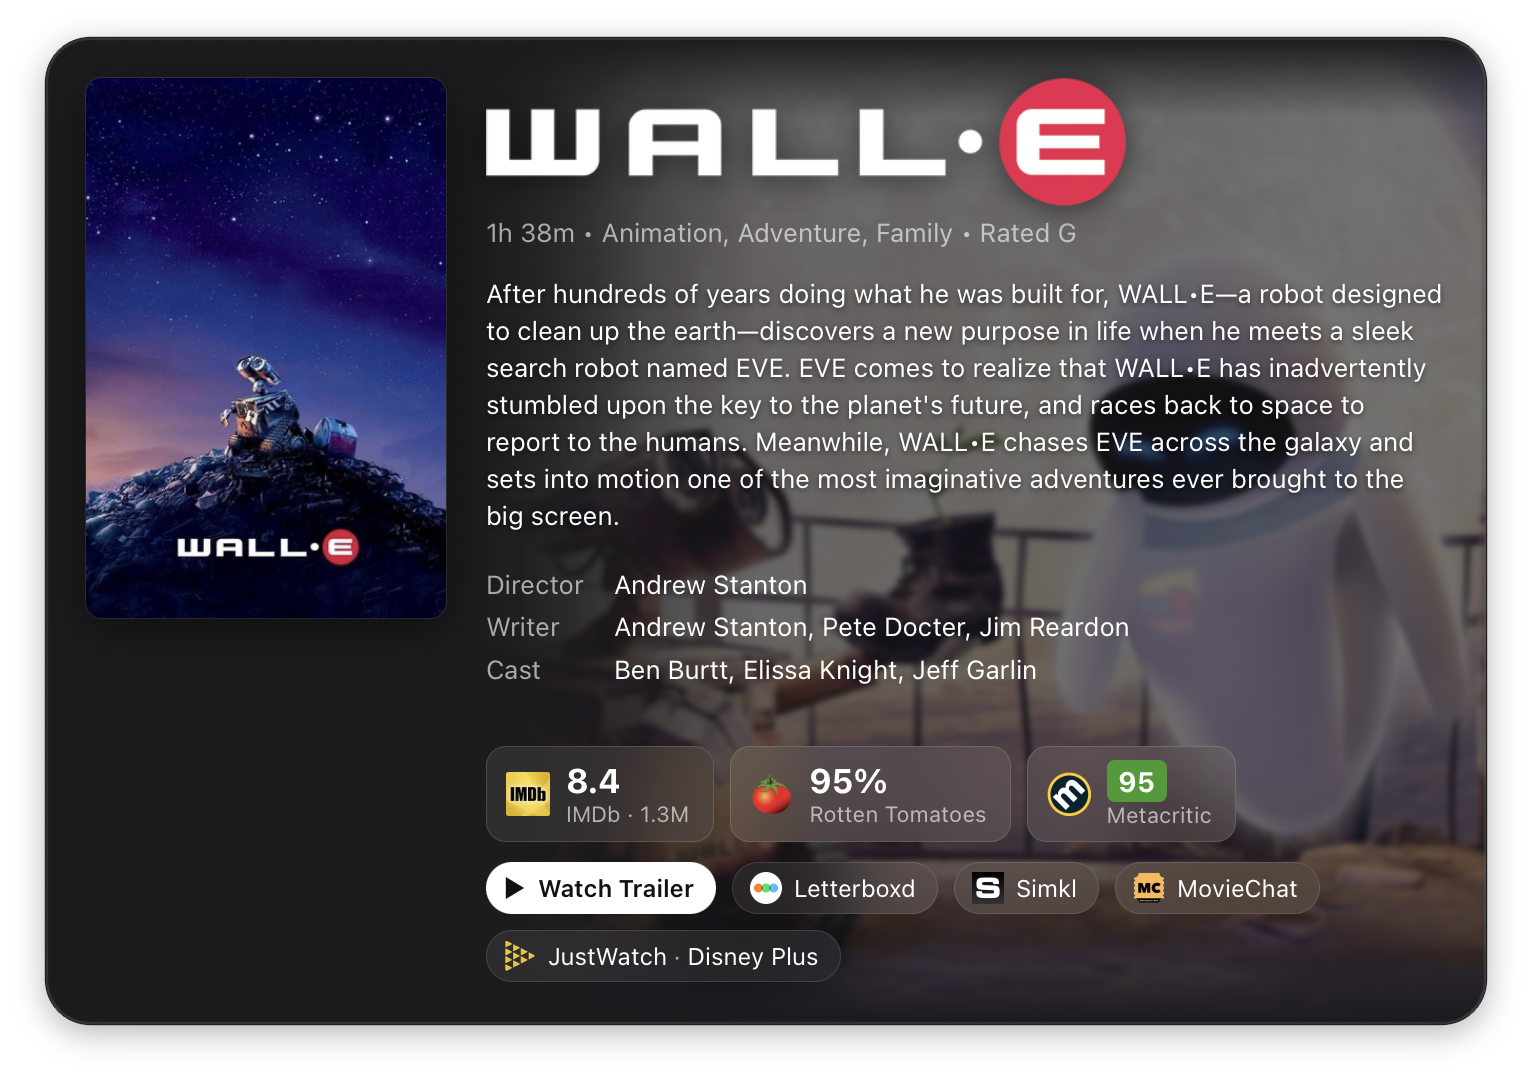 WALL•E
WALL•E
1h 38m • Animation, Adventure, Family • Rated G
After hundreds of years doing what he was built for, WALL•E—a robot designed
to clean up the earth—discovers a new purpose in life when he meets a sleek
search robot named EVE. EVE comes to realize that WALL•E has inadvertently
stumbled upon the key to the planet's future, and races back to space to
report to the humans. Meanwhile, WALL•E chases EVE across the galaxy and
sets into motion one of the most imaginative adventures ever brought to the
big screen.
Director Andrew Stanton
Writer Andrew Stanton, Pete Docter, Jim Reardon
Cast Ben Burtt, Elissa Knight, Jeff Garlin
IMDb 8.4
IMDb · 1.3M
95%
Rotten Tomatoes
m 95
Metacritic
Watch Trailer
Letterboxd
S Simkl
MC MovieChat
JustWatch · Disney Plus